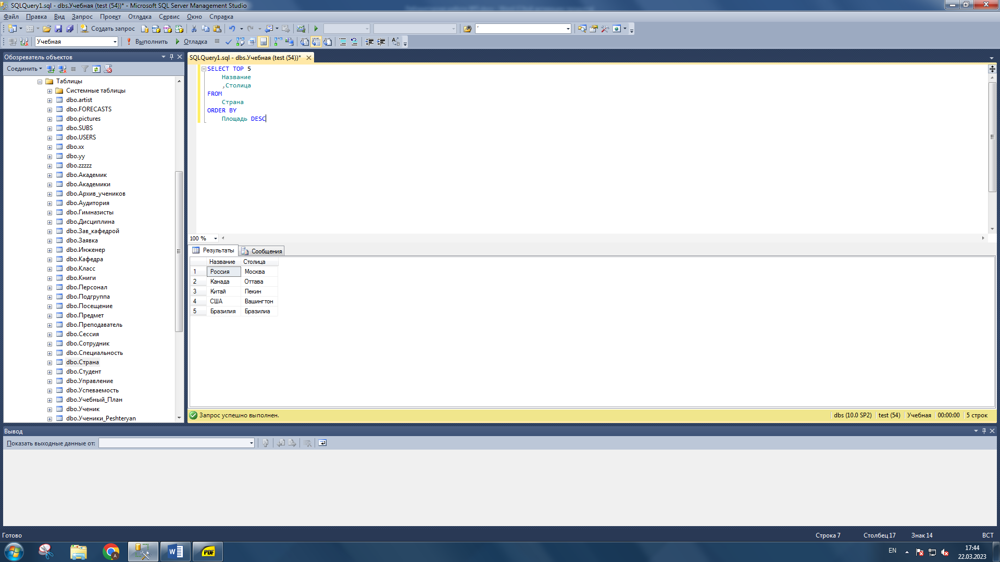 SQLQuery1.sql - dbs.Учебная (test (54))* - Microsoft SQL Server Management Studio
Файл Правка Вид Запрос Проект Отладка Сервис Окно Справка
Создать запрос '
Учебная Выполнить Отладка
Обозреватель объектов
Соединить
Таблицы
Системные таблицы
dbo.artist
dbo.FORECASTS
dbo.pictures
dbo.SUBS
dbo.USERS
dbo.xx
dbo.yy
dbo.zzzzz
dbo.Академик
dbo.Академики
dbo.Архив_учеников
dbo.Аудитория
dbo.Гимназисты
dbo.Дисциплина
dbo.Зав_кафедрой
dbo.Заявка
dbo.Инженер
dbo.Кафедра
dbo.Класс
dbo.Книги
dbo.Персонал
dbo.Подгруппа
dbo.Посещение
dbo.Предмет
dbo.Преподаватель
dbo.Сессия
dbo.Сотрудник
dbo.Специальность
dbo.Страна
dbo.Студент
dbo.Управление
dbo.Успеваемость
dbo.Учебный_План
dbo.Ученик
dbo.Ученики_Peshteryan
SQLQuery1.sql - dbs.Учебная (test (54))*
SELECT TOP 5
Название
,Столица
FROM
Страна
ORDER BY
Площадь DESC
100 %
Результаты Сообщения
Название Столица
1 Россия Москва
2 Канада Оттава
3 Китай Пекин
4 США Вашингтон
5 Бразилия Бразилиа
Запрос успешно выполнен. dbs (10.0 SP2) test (54) Учебная 00:00:00 5 строк
Вывод
Показать выходные данные от:
Готово Строка 7 Столбец 17 Знак 14 ВСТ
W PDF A EN 17:44
22.03.2023